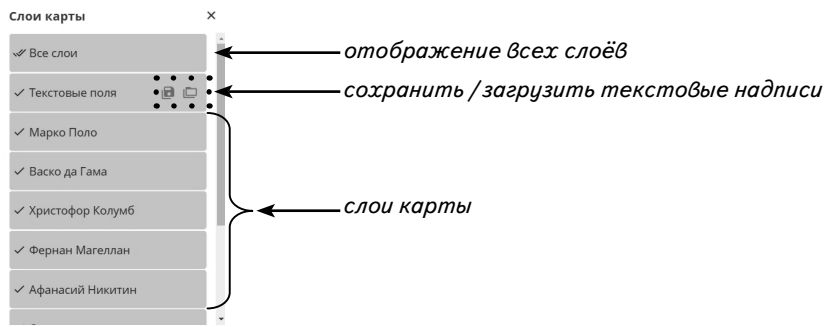 Слои карты
Все слои
отображение всех слоёв
Текстовые поля
сохранить / загрузить текстовые надписи
Марко Поло
Васко да Гама
Христофор Колумб
слои карты
Фернан Магеллан
Афанасий Никитин